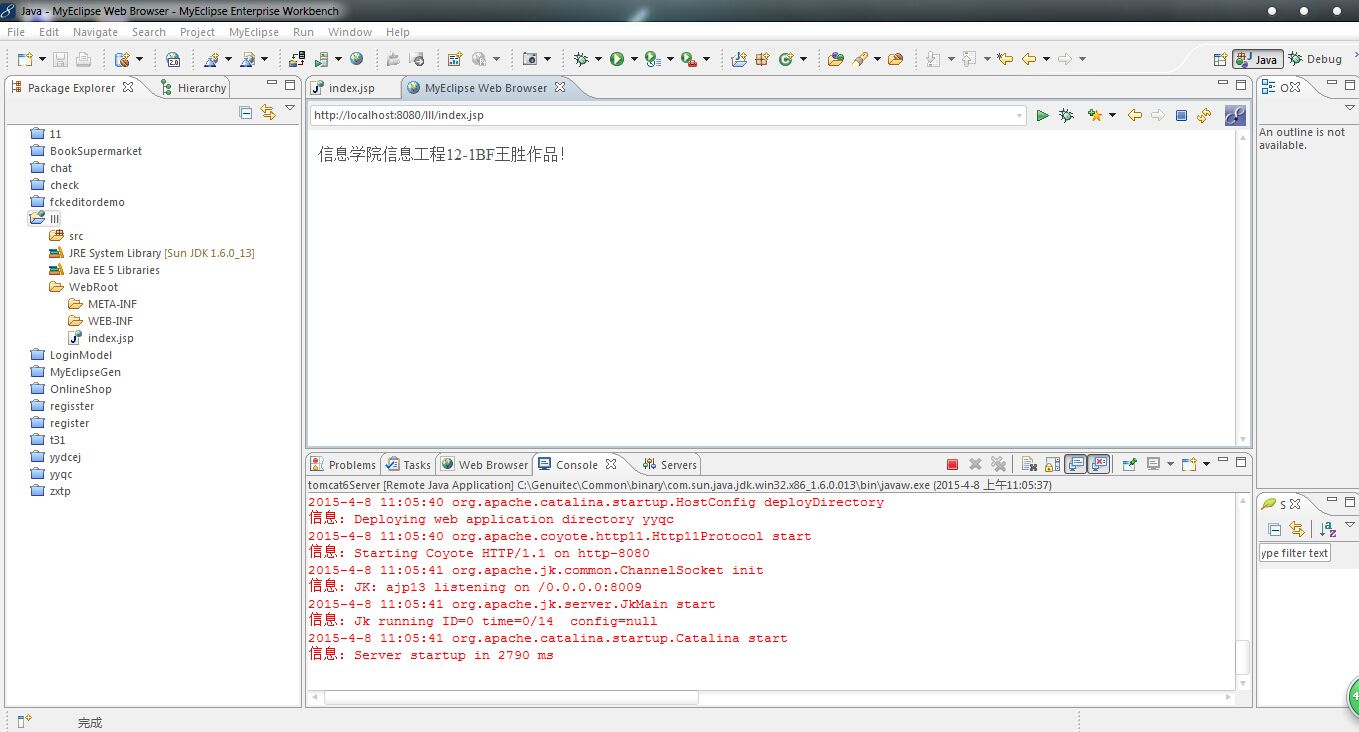 Java - MyEclipse Web Browser - MyEclipse Enterprise Workbench
File Edit Navigate Search Project MyEclipse Run Window Help
2.0
Java Debug
Package Explorer Hierarchy
11
BookSupermarket
chat
check
fckeditordemo
lll
src
JRE System Library [Sun JDK 1.6.0_13]
Java EE 5 Libraries
WebRoot
META-INF
WEB-INF
index.jsp
LoginModel
MyEclipseGen
OnlineShop
regisster
register
t31
yydcej
yyqc
zxtp
index.jsp MyEclipse Web Browser
http://localhost:8080/lll/index.jsp
信息学院信息工程12-1BF王胜作品!
O
An outline is not
available.
Problems Tasks Web Browser Console Servers
tomcat6Server [Remote Java Application] C:\Genuitec\Common\binary\com.sun.java.jdk.win32.x86_1.6.0.013\bin\javaw.exe (2015-4-8 上午11:05:37)
2015-4-8 11:05:40 org.apache.catalina.startup.HostConfig deployDirectory
信息: Deploying web application directory yyqc
2015-4-8 11:05:40 org.apache.coyote.http11.Http11Protocol start
信息: Starting Coyote HTTP/1.1 on http-8080
2015-4-8 11:05:41 org.apache.jk.common.ChannelSocket init
信息: JK: ajp13 listening on /0.0.0.0:8009
2015-4-8 11:05:41 org.apache.jk.server.JkMain start
信息: Jk running ID=0 time=0/14  config=null
2015-4-8 11:05:41 org.apache.catalina.startup.Catalina start
信息: Server startup in 2790 ms
S
ype filter text
完成